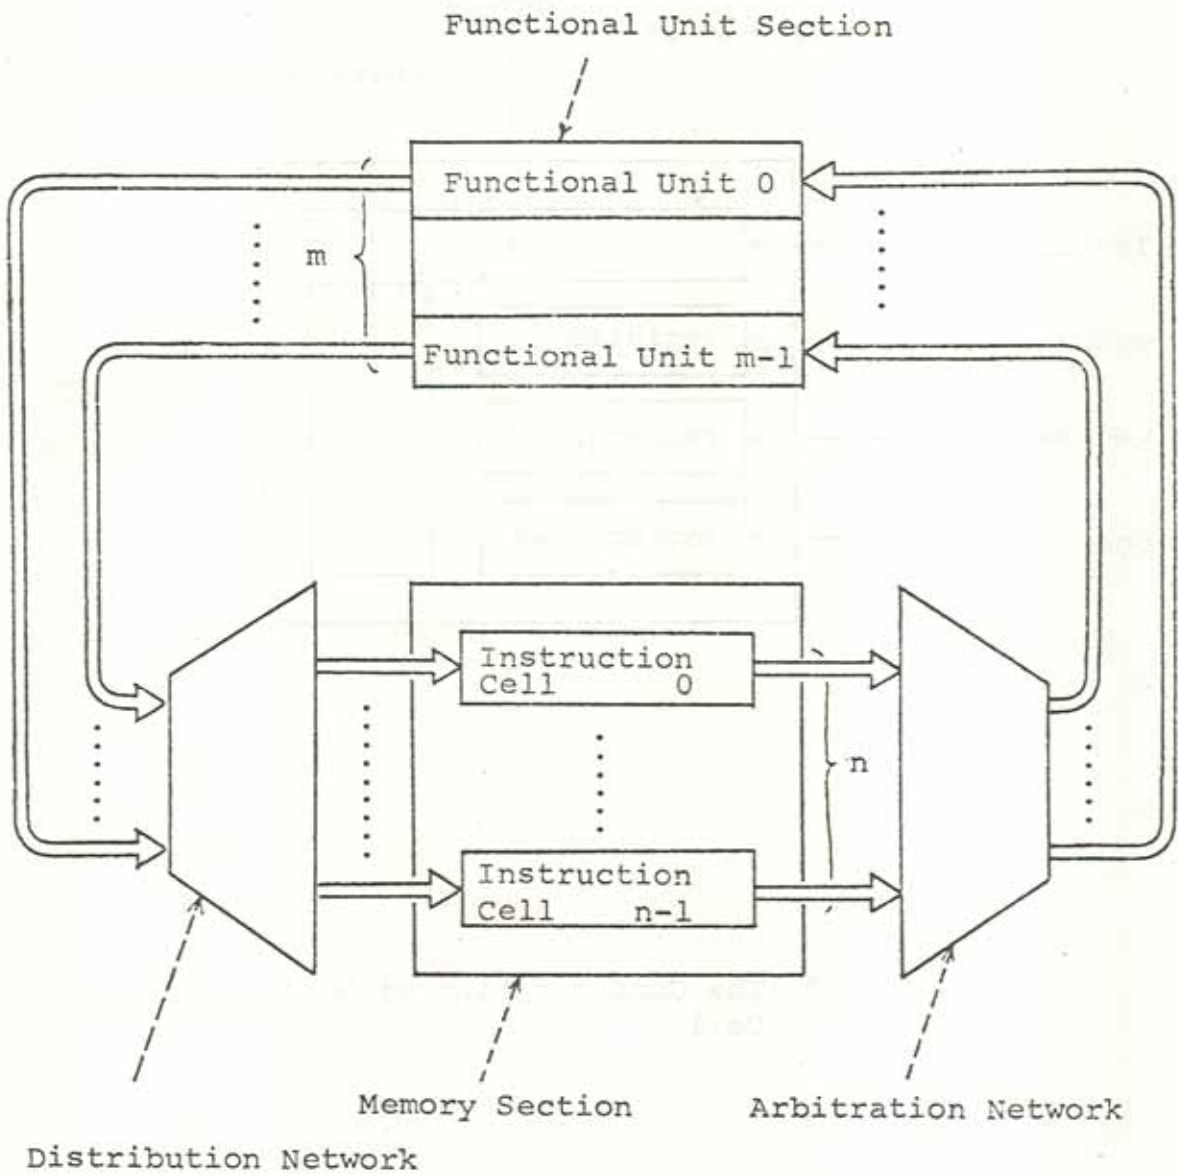 Functional Unit Section
Functional Unit 0
m
Functional Unit m-1
Instruction
Cell 0
n
Instruction
Cell n-1
Memory Section
Arbitration Network
Distribution Network